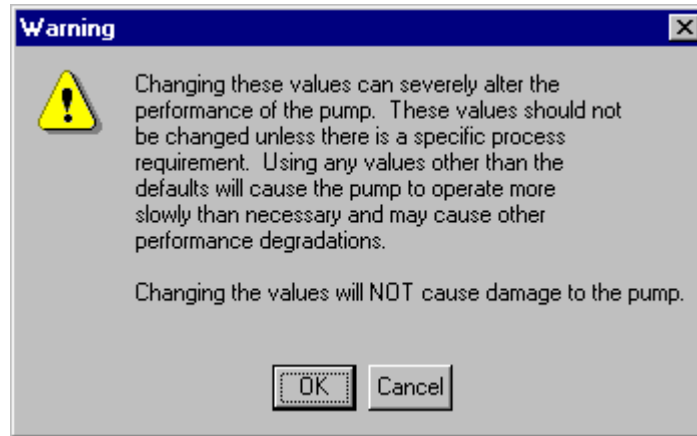 Warning
Changing these values can severely alter the
performance of the pump.  These values should not
be changed unless there is a specific process
requirement.  Using any values other than the
defaults will cause the pump to operate more
slowly than necessary and may cause other
performance degradations.
Changing the values will NOT cause damage to the pump.
OK Cancel